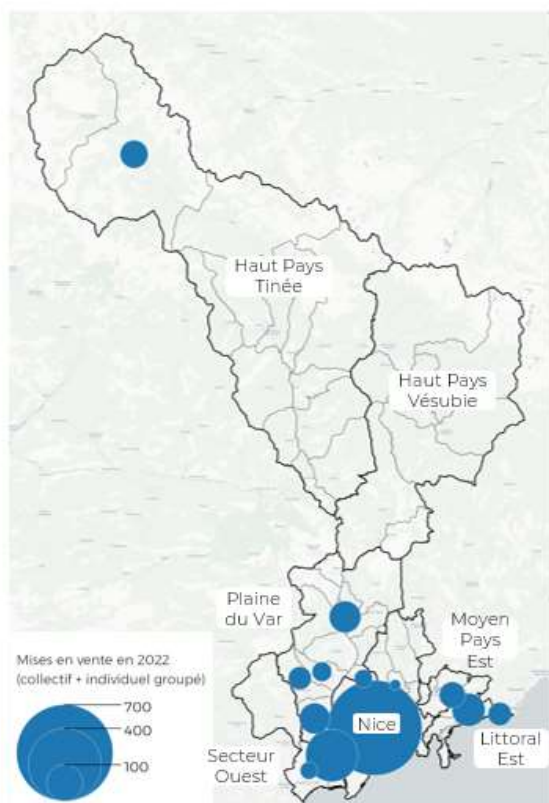 Haut Pays
Tinée
Haut Pays
Vésubie
Plaine
du Var
Moyen
Pays
Est
Mises en vente en 2022
(collectif + individuel groupé)
700
400
100
Nice
Secteur
Ouest
Littoral
Est